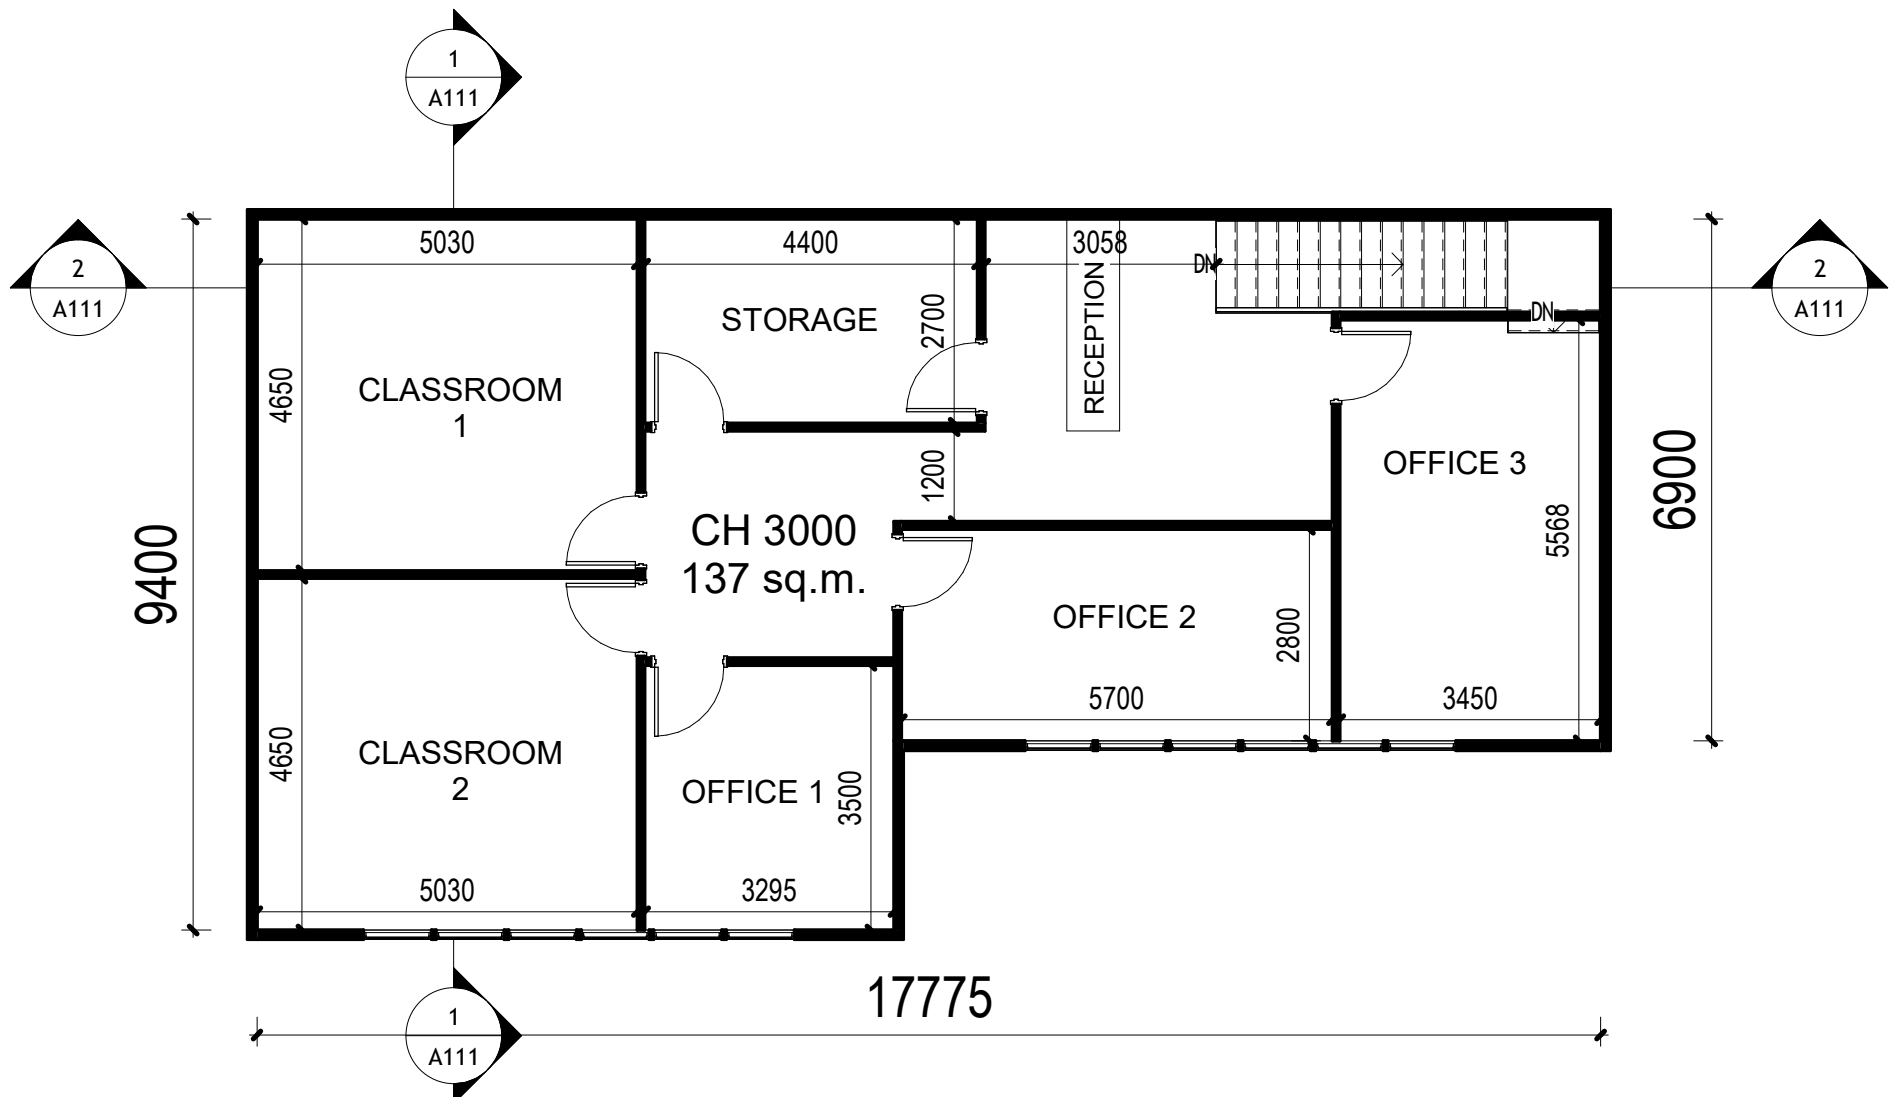 1
A111
5030
4400
3058
2
A111
DN
2
A111
STORAGE
2700
RECEPTION
DN
4650
CLASSROOM
1
1200
OFFICE 3
6900
CH 3000
137 sq.m.
5568
9400
OFFICE 2
2800
5700
3450
4650
CLASSROOM
2
OFFICE 1
3500
5030
3295
17775
1
A111